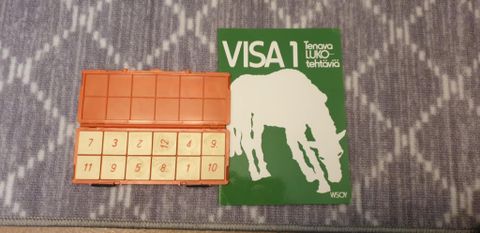 VISA 1 Tenava
LUKO-
tehtäviä
7 3 2 12 4 9.
11 9 5 8. 1 10
WSOY